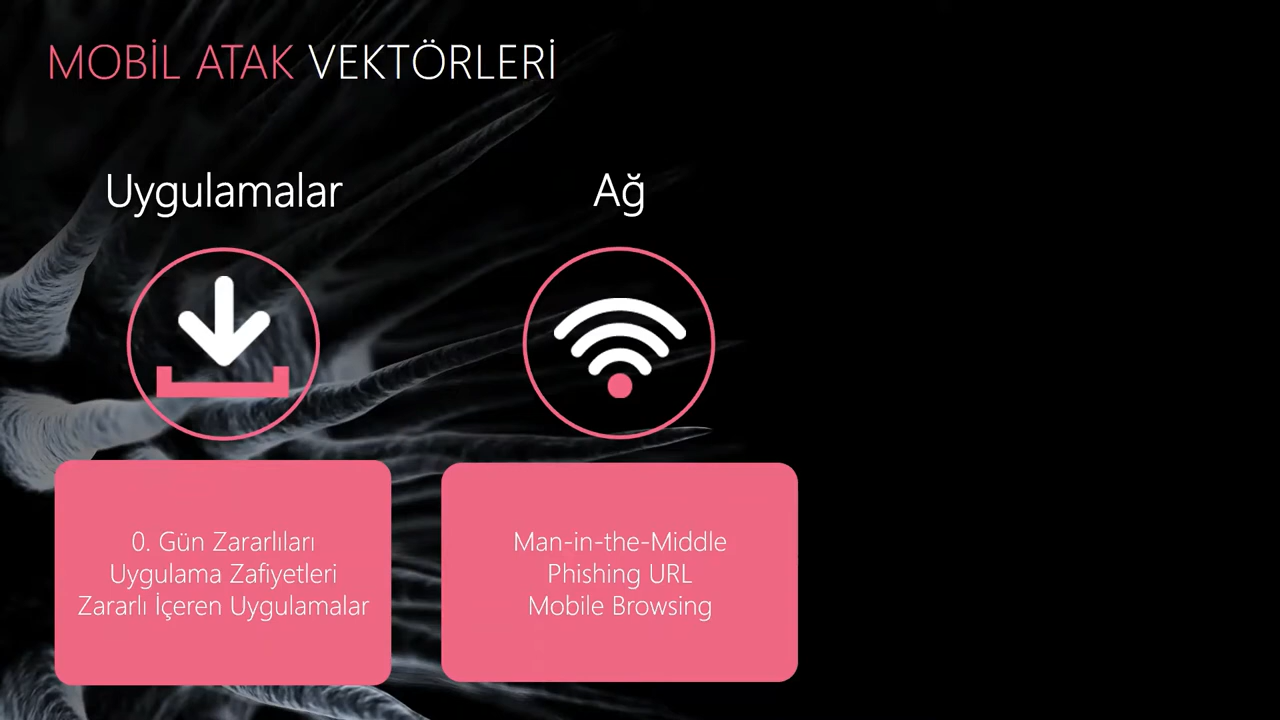 MOBİL ATAK VEKTÖRLERİ
Uygulamalar
0. Gün Zararlıları
Uygulama Zafiyetleri
Zararlı İçeren Uygulamalar
Ağ
Man-in-the-Middle
Phishing URL
Mobile Browsing